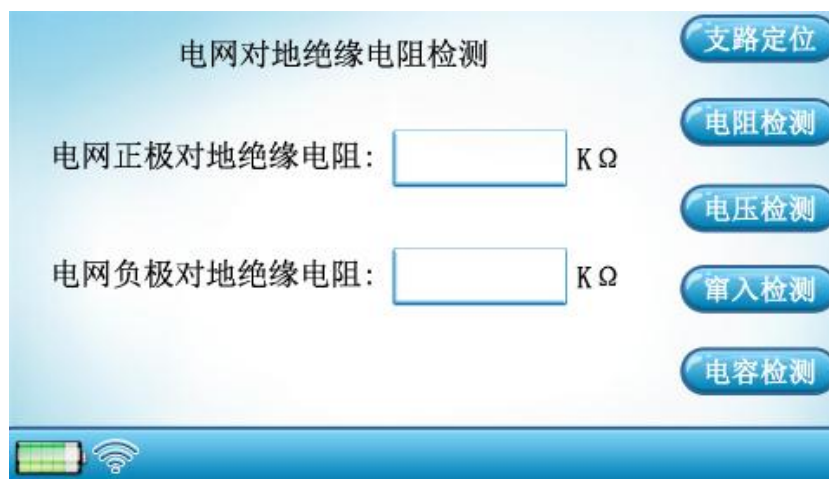 电网对地绝缘电阻检测
电网正极对地绝缘电阻: KΩ
电网负极对地绝缘电阻: KΩ
支路定位
电阻检测
电压检测
窜入检测
电容检测